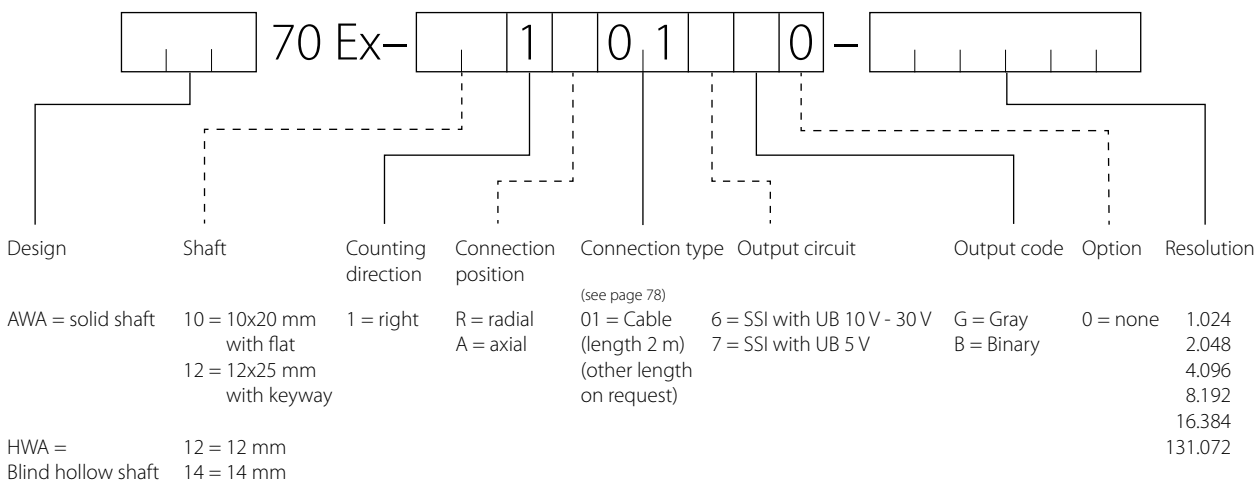 70 Ex– 1 0 1 0 –
Design Shaft Counting direction Connection position Connection type Output circuit Output code Option Resolution
(see page 78)
AWA = solid shaft 10 = 10x20 mm 1 = right R = radial 01 = Cable 6 = SSI with UB 10 V - 30 V G = Gray 0 = none 1.024
with flat A = axial (length 2 m) 7 = SSI with UB 5 V B = Binary 2.048
12 = 12x25 mm (other length 4.096
with keyway on request) 8.192
16.384
HWA = 12 = 12 mm 131.072
Blind hollow shaft 14 = 14 mm